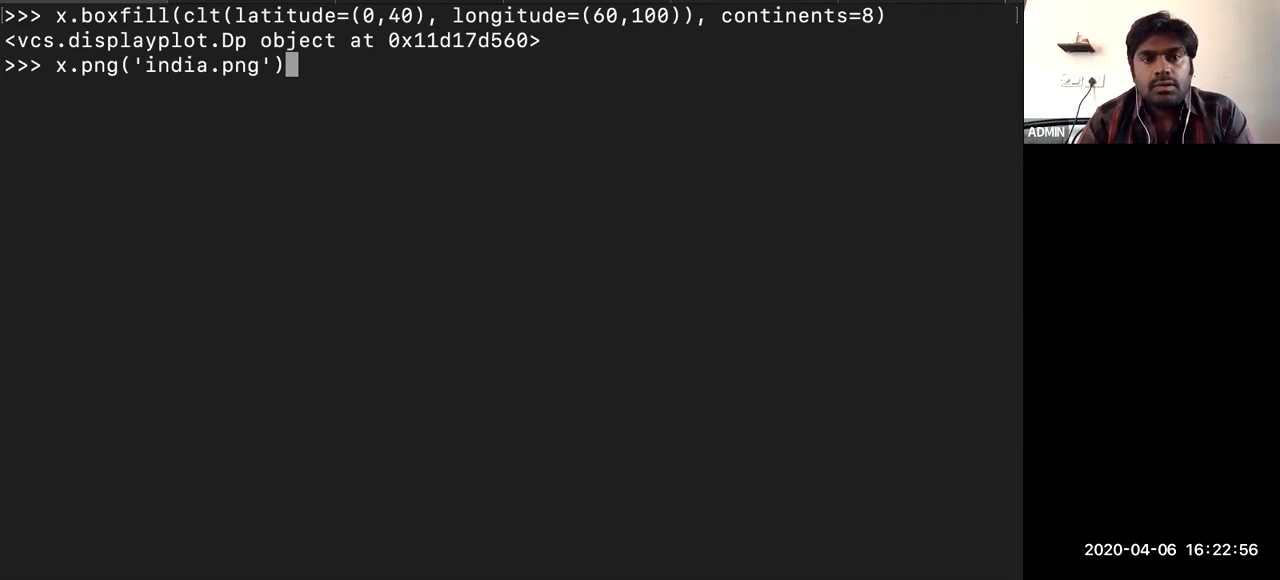 >>> x.boxfill(clt(latitude=(0,40), longitude=(60,100)), continents=8)
<vcs.displayplot.Dp object at 0x11d17d560>
>>> x.png('india.png')
ADMIN
2020-04-06 16:22:56